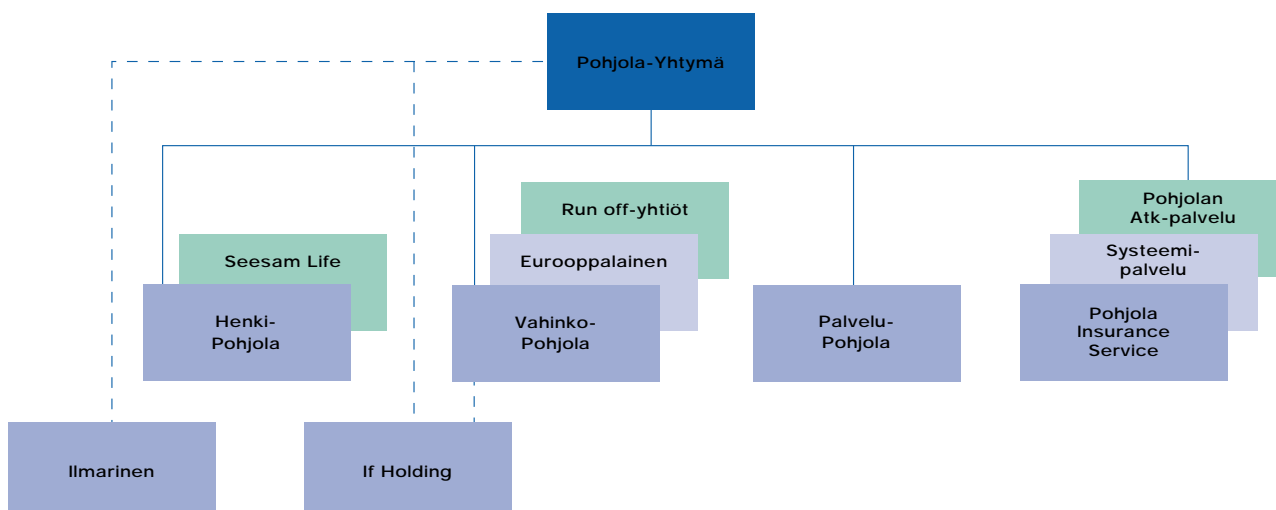 Pohjola-Yhtymä
Run off-yhtiöt
Pohjolan
Atk-palvelu
Seesam Life
Eurooppalainen
Systeemi-
palvelu
Henki-
Pohjola
Vahinko-
Pohjola
Palvelu-
Pohjola
Pohjola
Insurance
Service
Ilmarinen
If Holding